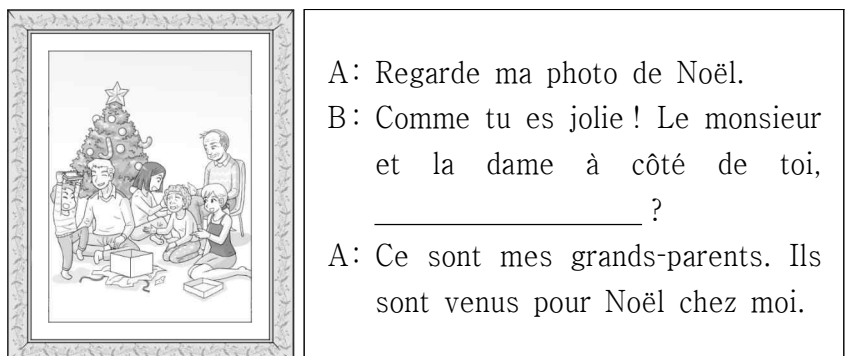 A: Regarde ma photo de Noël.
B: Comme tu es jolie ! Le monsieur
et la dame à côté de toi,
____________________ ?
A: Ce sont mes grands-parents. Ils
sont venus pour Noël chez moi.